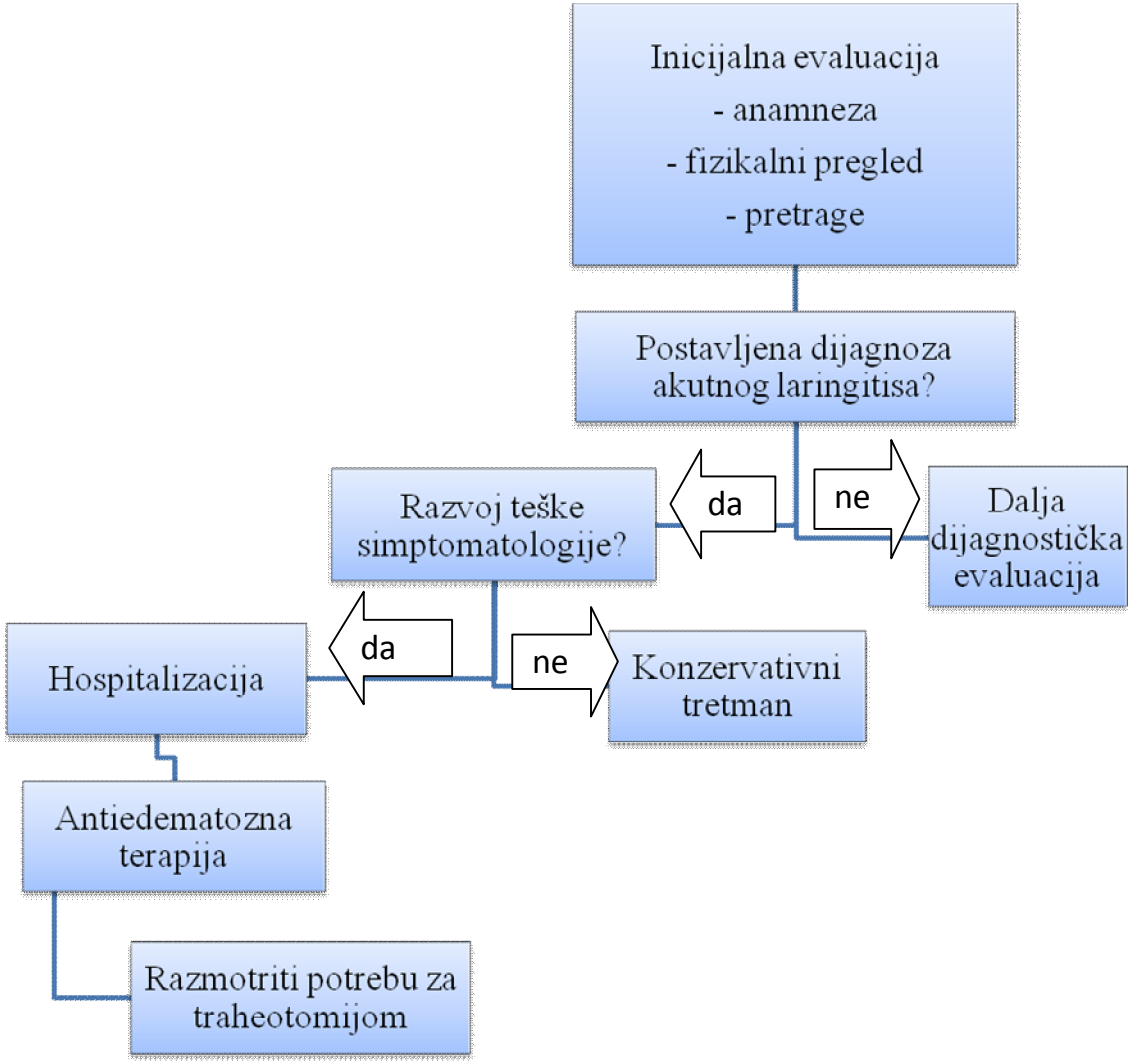 Inicijalna evaluacija
- anamneza
- fizikalni pregled
- pretrage
Postavljena dijagnoza
akutnog laringitisa?
da
ne
Razvoj teške
simptomatologije?
Dalja
dijagnostička
evaluacija
da
ne
Hospitalizacija
Konzervativni
tretman
Antiedematozna
terapija
Razmotriti potrebu za
traheotomijom